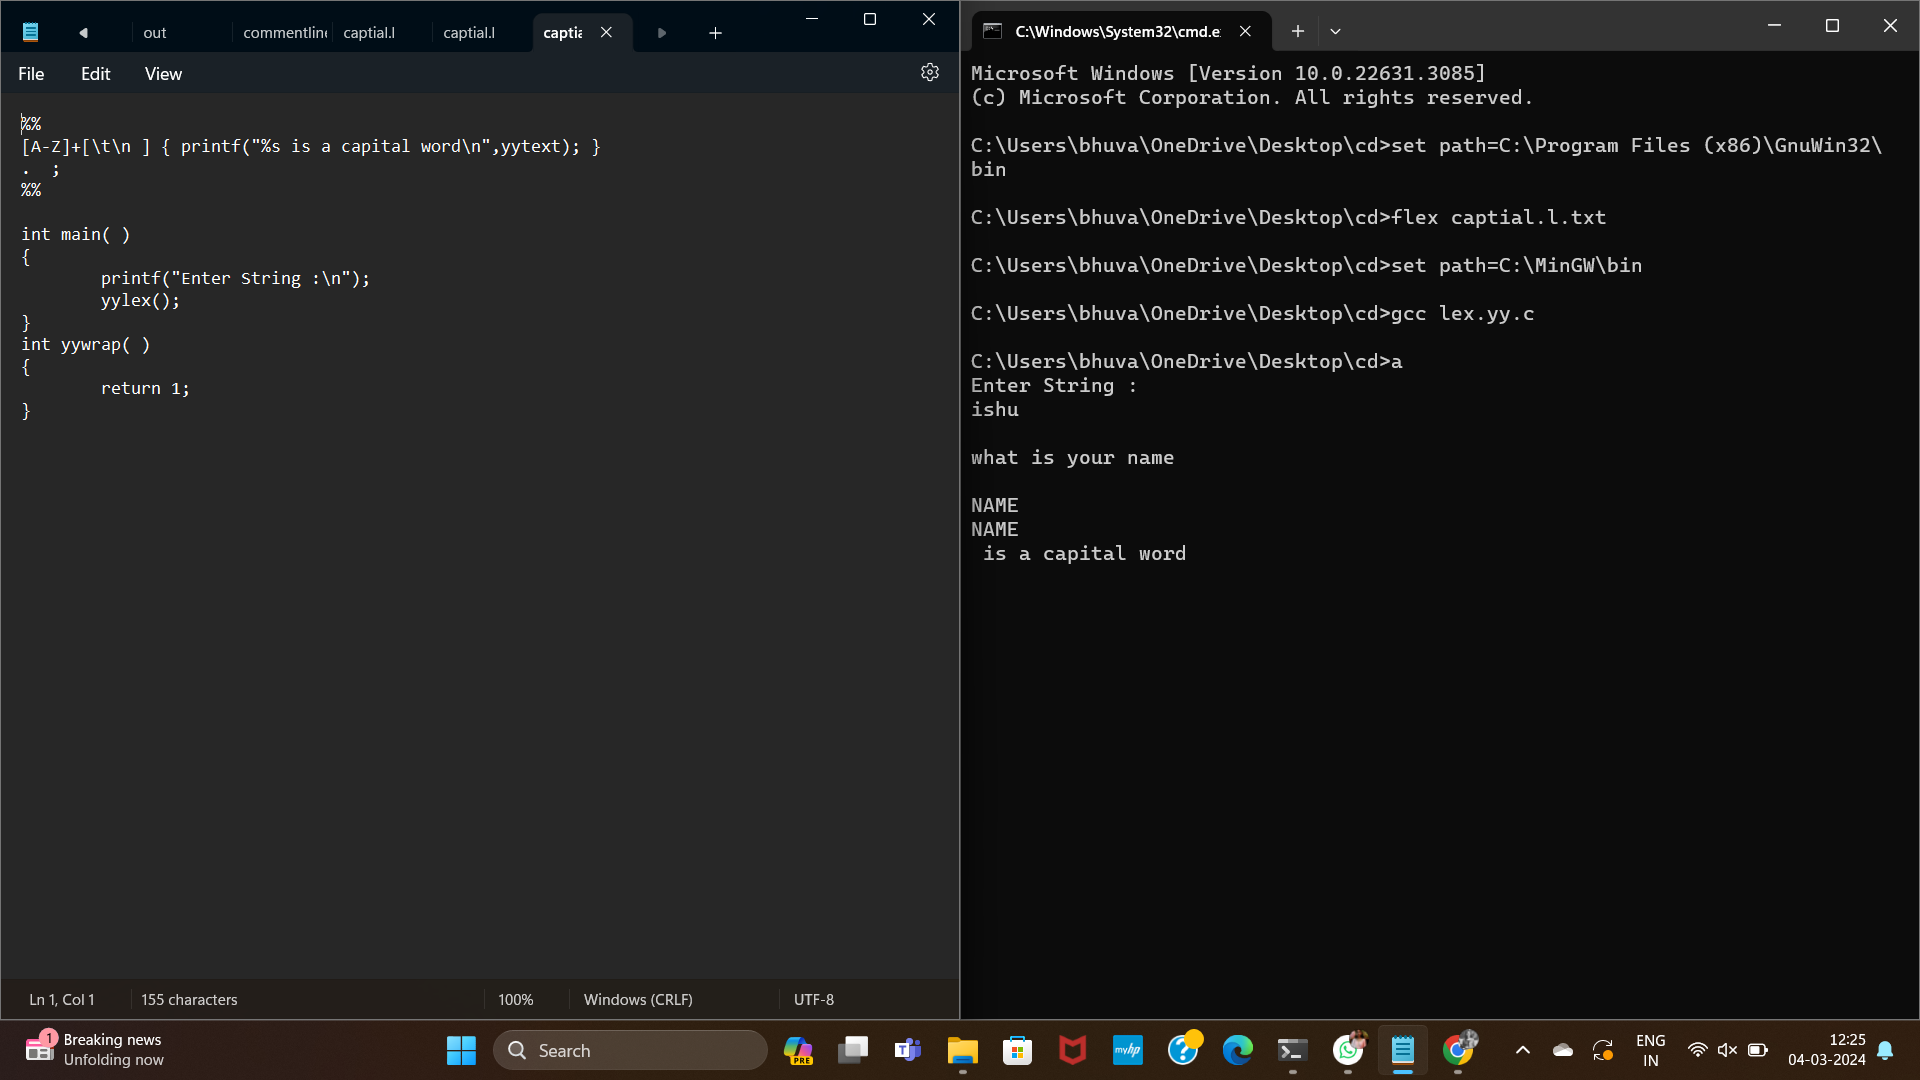 out
commentline
captial.l
captial.l
captia
File
Edit
View
%%
[A-Z]+[\t\n ] { printf("%s is a capital word\n",yytext); }
.  ;
%%
int main( )
{
printf("Enter String :\n");
yylex();
}
int yywrap( )
{
return 1;
}
Ln 1, Col 1
155 characters
100%
Windows (CRLF)
UTF-8
C:\Windows\System32\cmd.e
Microsoft Windows [Version 10.0.22631.3085]
(c) Microsoft Corporation. All rights reserved.
C:\Users\bhuva\OneDrive\Desktop\cd>set path=C:\Program Files (x86)\GnuWin32\
bin
C:\Users\bhuva\OneDrive\Desktop\cd>flex captial.l.txt
C:\Users\bhuva\OneDrive\Desktop\cd>set path=C:\MinGW\bin
C:\Users\bhuva\OneDrive\Desktop\cd>gcc lex.yy.c
C:\Users\bhuva\OneDrive\Desktop\cd>a
Enter String :
ishu
what is your name
NAME
NAME
 is a capital word
1
Breaking news
Unfolding now
Search
PRE
T
myhp
ENG
IN
12:25
04-03-2024